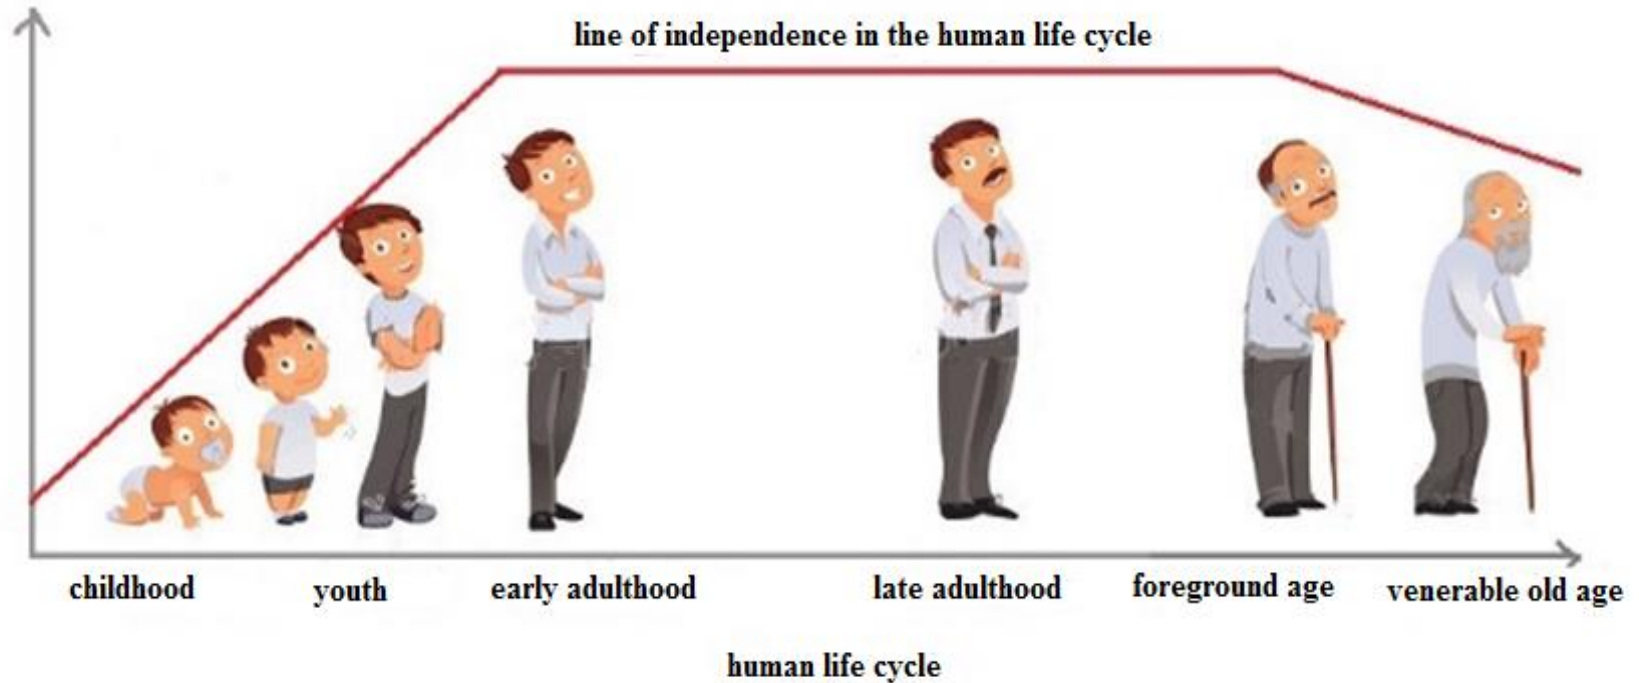 line of independence in the human life cycle
childhood
youth
early adulthood
late adulthood
foreground age
venerable old age
human life cycle